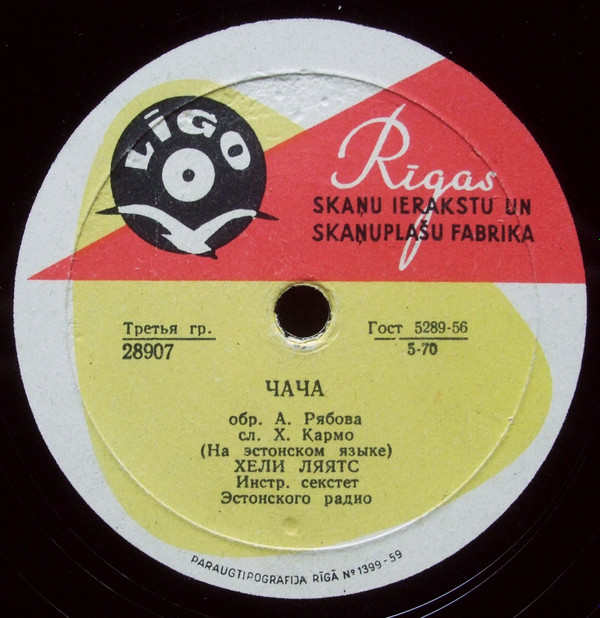 LĪGO
Rīgas
SKAŅU IERAKSTU UN
SKAŅUPLAŠU FABRIKA
Третья гр.
28907
Гост 5289-56
5-70
ЧАЧА
обр. А. Рябова
сл. Х. Кармо
(На эстонском языке)
ХЕЛИ ЛЯЯТС
Инстр. секстет
Эстонского радио
PARAUGTIPOGRAFIJA RĪGĀ Nº 1399-59